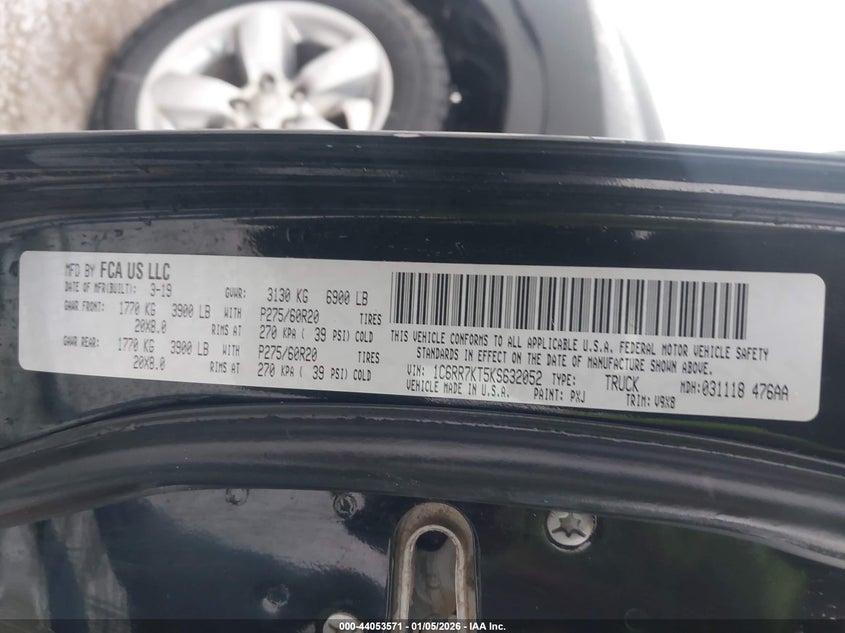 MFD BY FCA US LLC
DATE OF MFR(BUILT): 3-19 GVWR: 3130 KG 6900 LB
GAWR FRONT: 1770 KG 3900 LB WITH P275/60R20 TIRES
20X8.0 RIMS AT 270 KPA ( 39 PSI) COLD
GAWR REAR: 1770 KG 3900 LB WITH P275/60R20 TIRES
20X8.0 RIMS AT 270 KPA ( 39 PSI) COLD
THIS VEHICLE CONFORMS TO ALL APPLICABLE U.S.A. FEDERAL MOTOR VEHICLE SAFETY
STANDARDS IN EFFECT ON THE DATE OF MANUFACTURE SHOWN ABOVE.
VIN: 1C6RR7KT5KS632052 TYPE: TRUCK MDH:031118 476AA
VEHICLE MADE IN U.S.A. PAINT: PXJ TRIM: V9X8
000-44053571 | 01/05/2026 | IAA Inc.